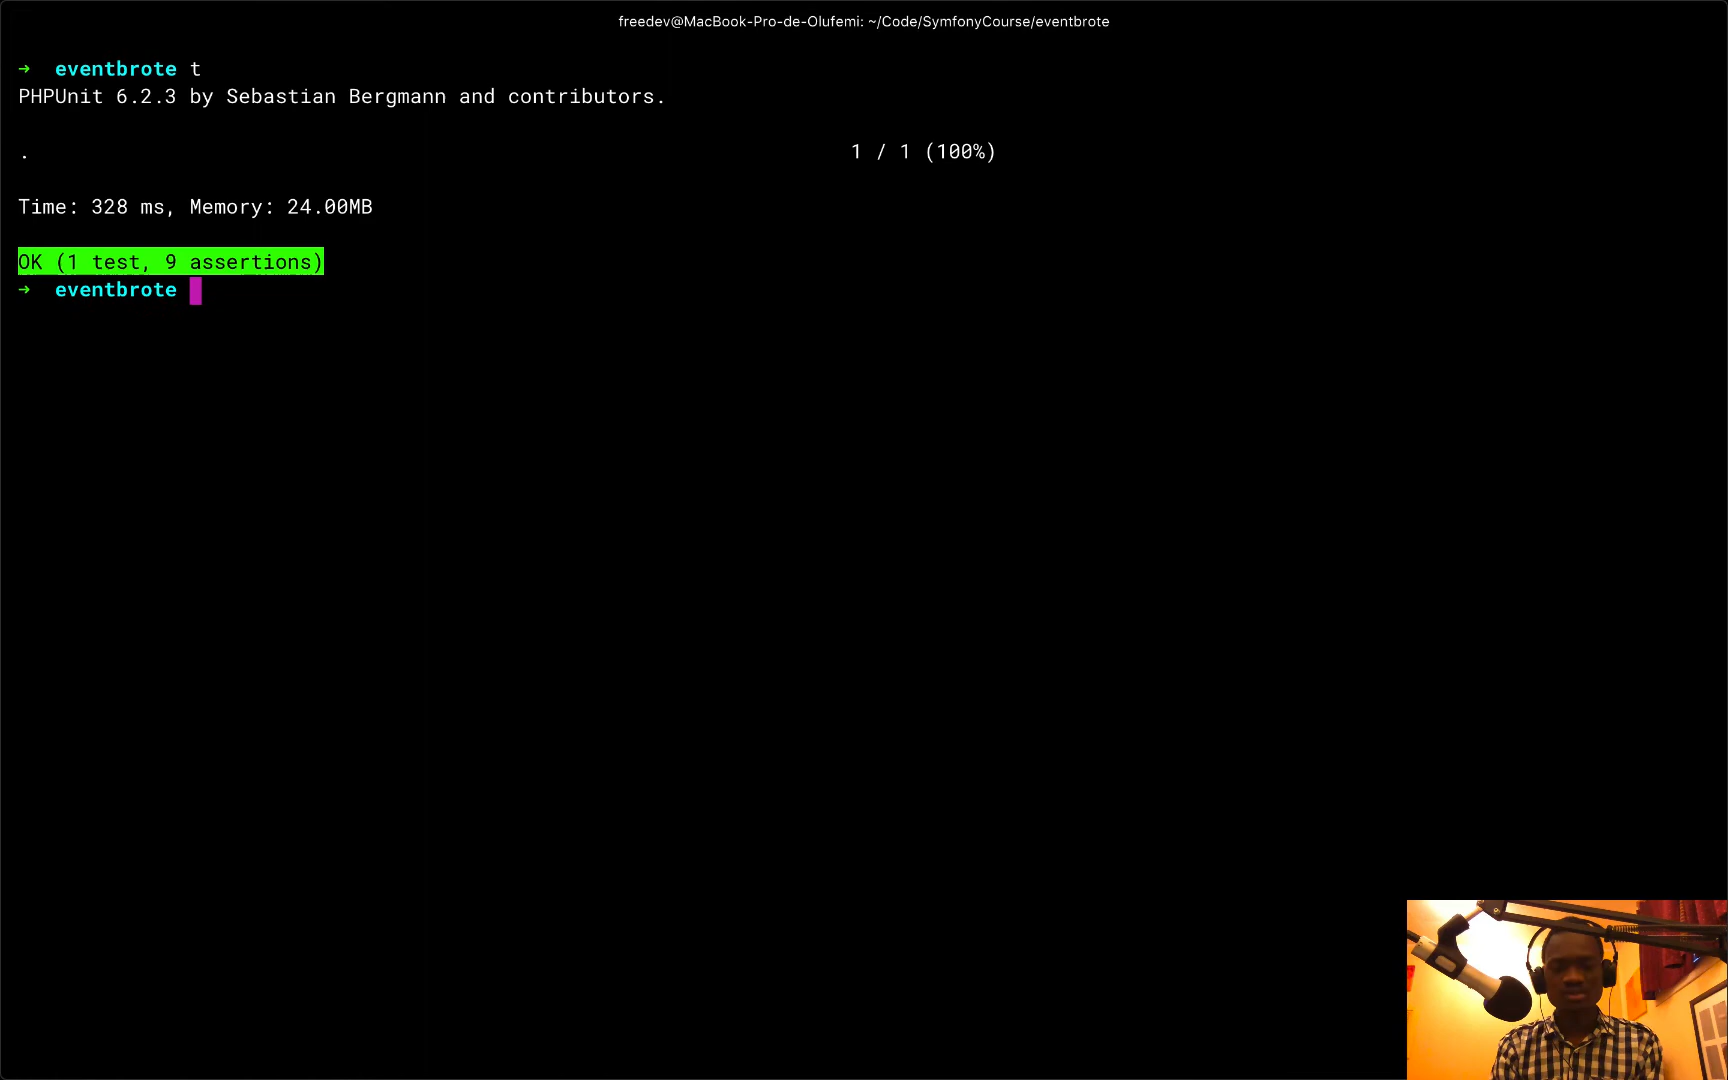 freedev@MacBook-Pro-de-Olufemi: ~/Code/SymfonyCourse/eventbrote
➜ eventbrote t
PHPUnit 6.2.3 by Sebastian Bergmann and contributors.
. 1 / 1 (100%)
Time: 328 ms, Memory: 24.00MB
OK (1 test, 9 assertions)
➜ eventbrote